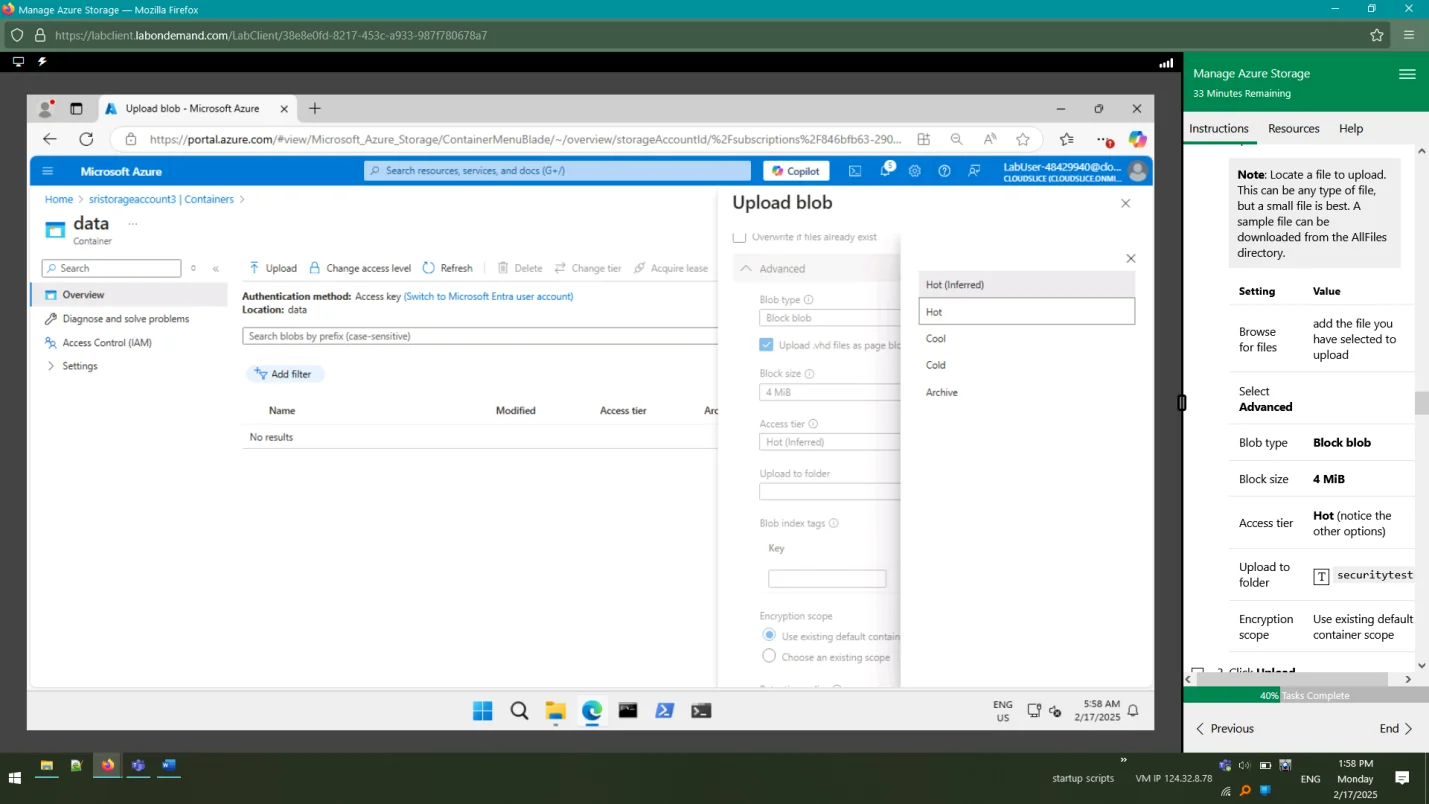 Manage Azure Storage — Mozilla Firefox
https://labclient.labondemand.com/LabClient/38e8e0fd-8217-453c-a933-987f780678a7
Upload blob - Microsoft Azure
https://portal.azure.com/#view/Microsoft_Azure_Storage/ContainerMenuBlade/~/overview/storageAccountId/%2Fsubscriptions%2F846bfb63-290...
Microsoft Azure
Search resources, services, and docs (G+/)
Copilot
5
LabUser-48429940@clo...
CLOUDSLICE (CLOUDSLICE.ONMI...
Home > sristorageaccount3 | Containers >
data
...
Container
Search
Overview
Diagnose and solve problems
Access Control (IAM)
Settings
Upload
Change access level
Refresh
Delete
Change tier
Acquire lease
Authentication method: Access key (Switch to Microsoft Entra user account)
Location: data
Search blobs by prefix (case-sensitive)
Add filter
Name Modified Access tier Arc
No results
Upload blob
Overwrite if files already exist
Advanced
Blob type
Block blob
Upload .vhd files as page blo
Block size
4 MiB
Access tier
Hot (Inferred)
Upload to folder
Blob index tags
Key
Encryption scope
Use existing default contain
Choose an existing scope
Hot (Inferred)
Hot
Cool
Cold
Archive
ENG
US
5:58 AM
2/17/2025
Manage Azure Storage
33 Minutes Remaining
Instructions Resources Help
Note: Locate a file to upload.
This can be any type of file,
but a small file is best. A
sample file can be
downloaded from the AllFiles
directory.
Setting Value
Browse for files
add the file you have selected to upload
Select Advanced
Blob type Block blob
Block size 4 MiB
Access tier
Hot (notice the other options)
Upload to folder
T securitytest
Encryption scope
Use existing default container scope
3. Click Upload
40% Tasks Complete
Previous
End
startup scripts
VM IP 124.32.8.78
ENG
1:58 PM
Monday
2/17/2025